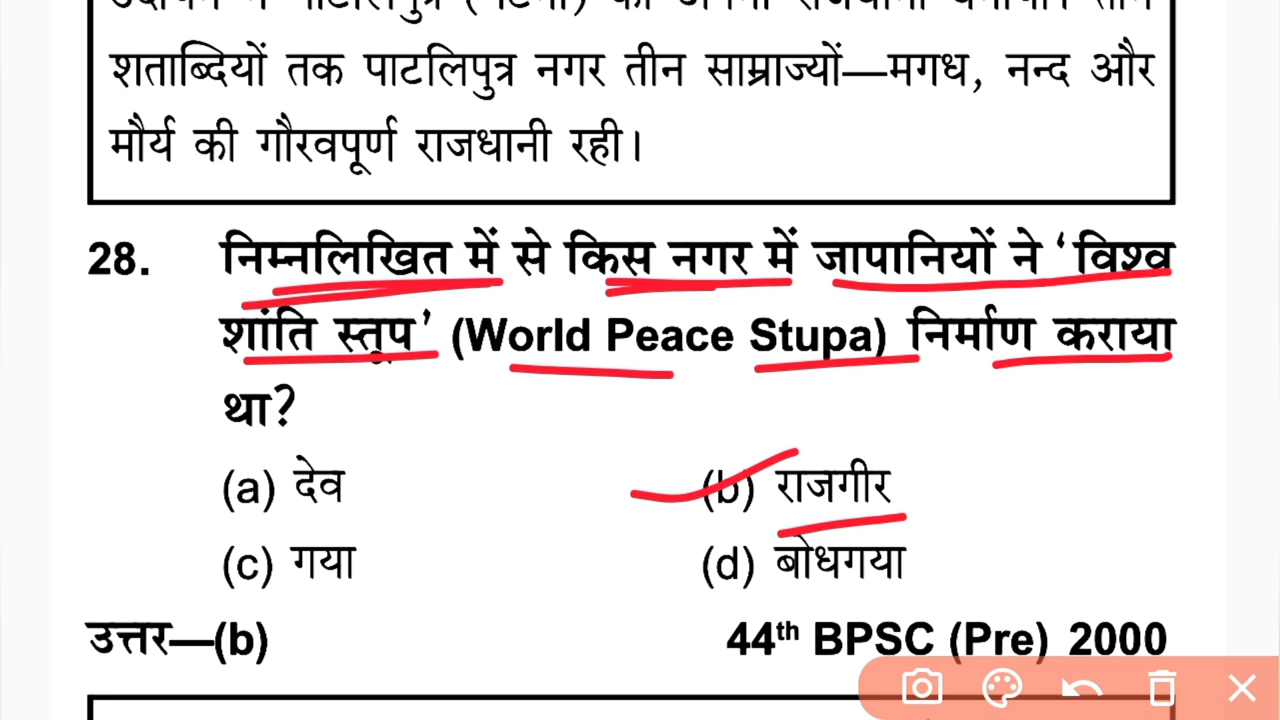 शताब्दियों तक पाटलिपुत्र नगर तीन साम्राज्यों—मगध, नन्द और
मौर्य की गौरवपूर्ण राजधानी रही।
28. निम्नलिखित में से किस नगर में जापानियों ने ‘विश्व
शांति स्तूप’ (World Peace Stupa) निर्माण कराया
था?
(a) देव (b) राजगीर
(c) गया (d) बोधगया
उत्तर—(b) 44th BPSC (Pre) 2000